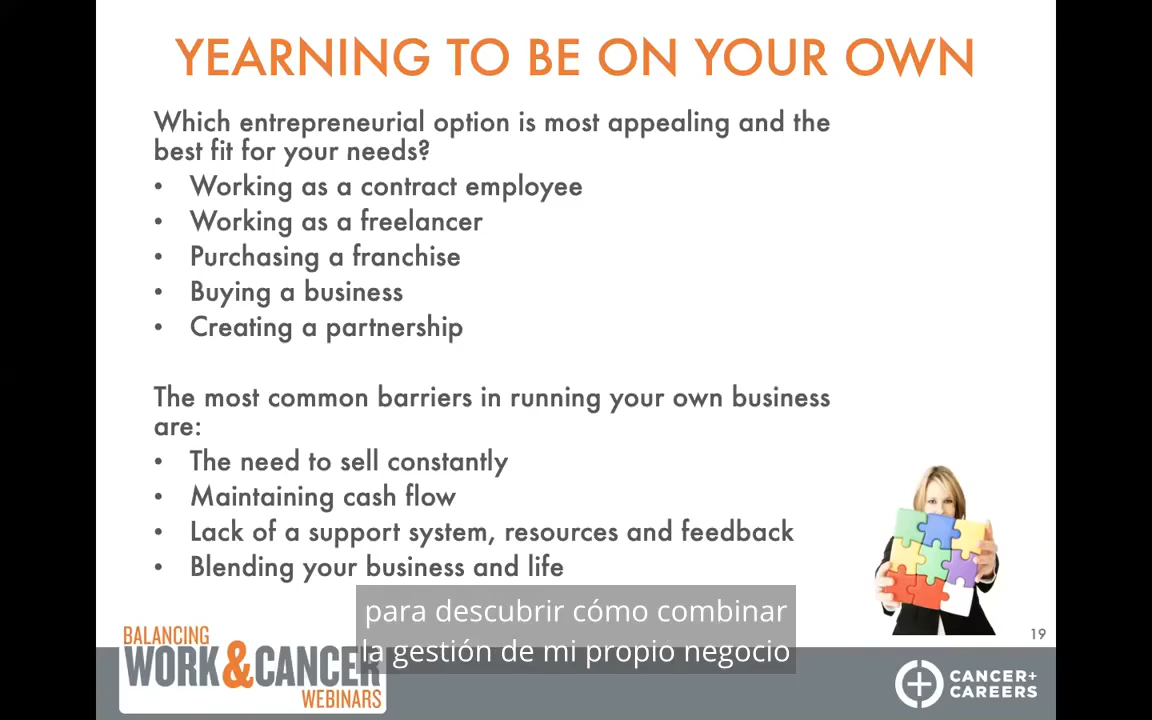 YEARNING TO BE ON YOUR OWN
Which entrepreneurial option is most appealing and the
best fit for your needs?
• Working as a contract employee
• Working as a freelancer
• Purchasing a franchise
• Buying a business
• Creating a partnership
The most common barriers in running your own business
are:
• The need to sell constantly
• Maintaining cash flow
• Lack of a support system, resources and feedback
• Blending your business and life
para descubrir cómo combinar
la gestión de mi propio negocio
BALANCING
WORK&CANCER
WEBINARS
19
CANCER+
CAREERS